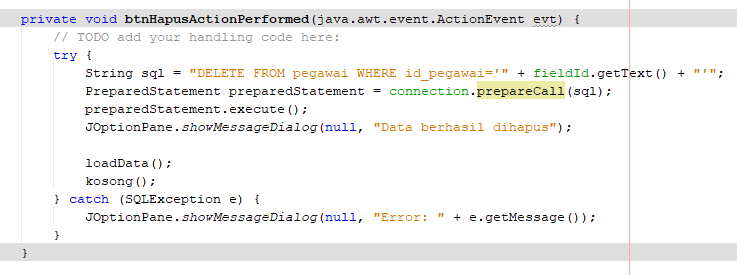 private void btnHapusActionPerformed(java.awt.event.ActionEvent evt) {
// TODO add your handling code here:
try {
String sql = "DELETE FROM pegawai WHERE id_pegawai='" + fieldId.getText() + "'";
PreparedStatement preparedStatement = connection.prepareCall(sql);
preparedStatement.execute();
JOptionPane.showMessageDialog(null, "Data berhasil dihapus");
loadData();
kosong();
} catch (SQLException e) {
JOptionPane.showMessageDialog(null, "Error: " + e.getMessage());
}
}